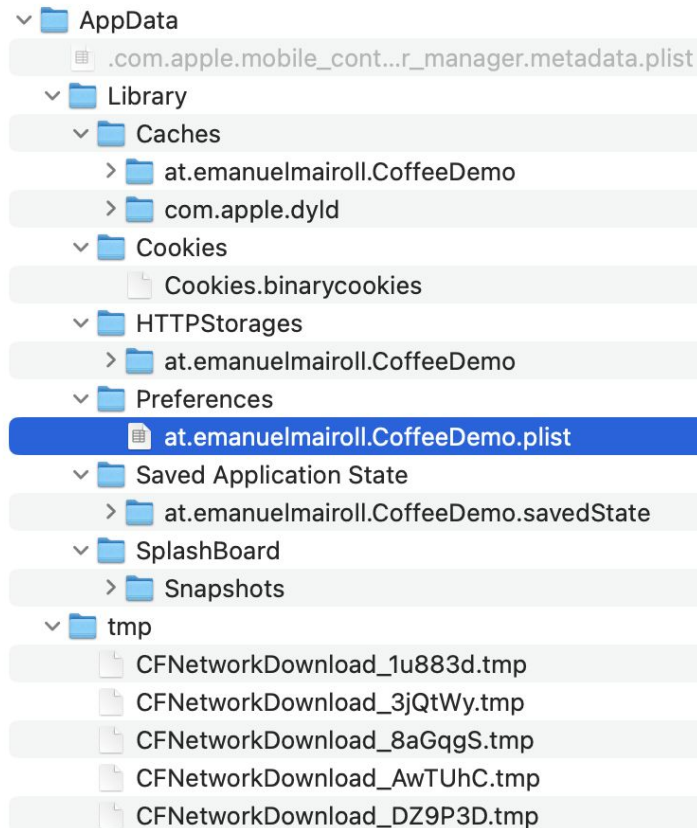 AppData
.com.apple.mobile_cont...r_manager.metadata.plist
Library
Caches
at.emanuelmairoll.CoffeeDemo
com.apple.dyld
Cookies
Cookies.binarycookies
HTTPStorages
at.emanuelmairoll.CoffeeDemo
Preferences
at.emanuelmairoll.CoffeeDemo.plist
Saved Application State
at.emanuelmairoll.CoffeeDemo.savedState
SplashBoard
Snapshots
tmp
CFNetworkDownload_1u883d.tmp
CFNetworkDownload_3jQtWy.tmp
CFNetworkDownload_8aGqgS.tmp
CFNetworkDownload_AwTUhC.tmp
CFNetworkDownload_DZ9P3D.tmp